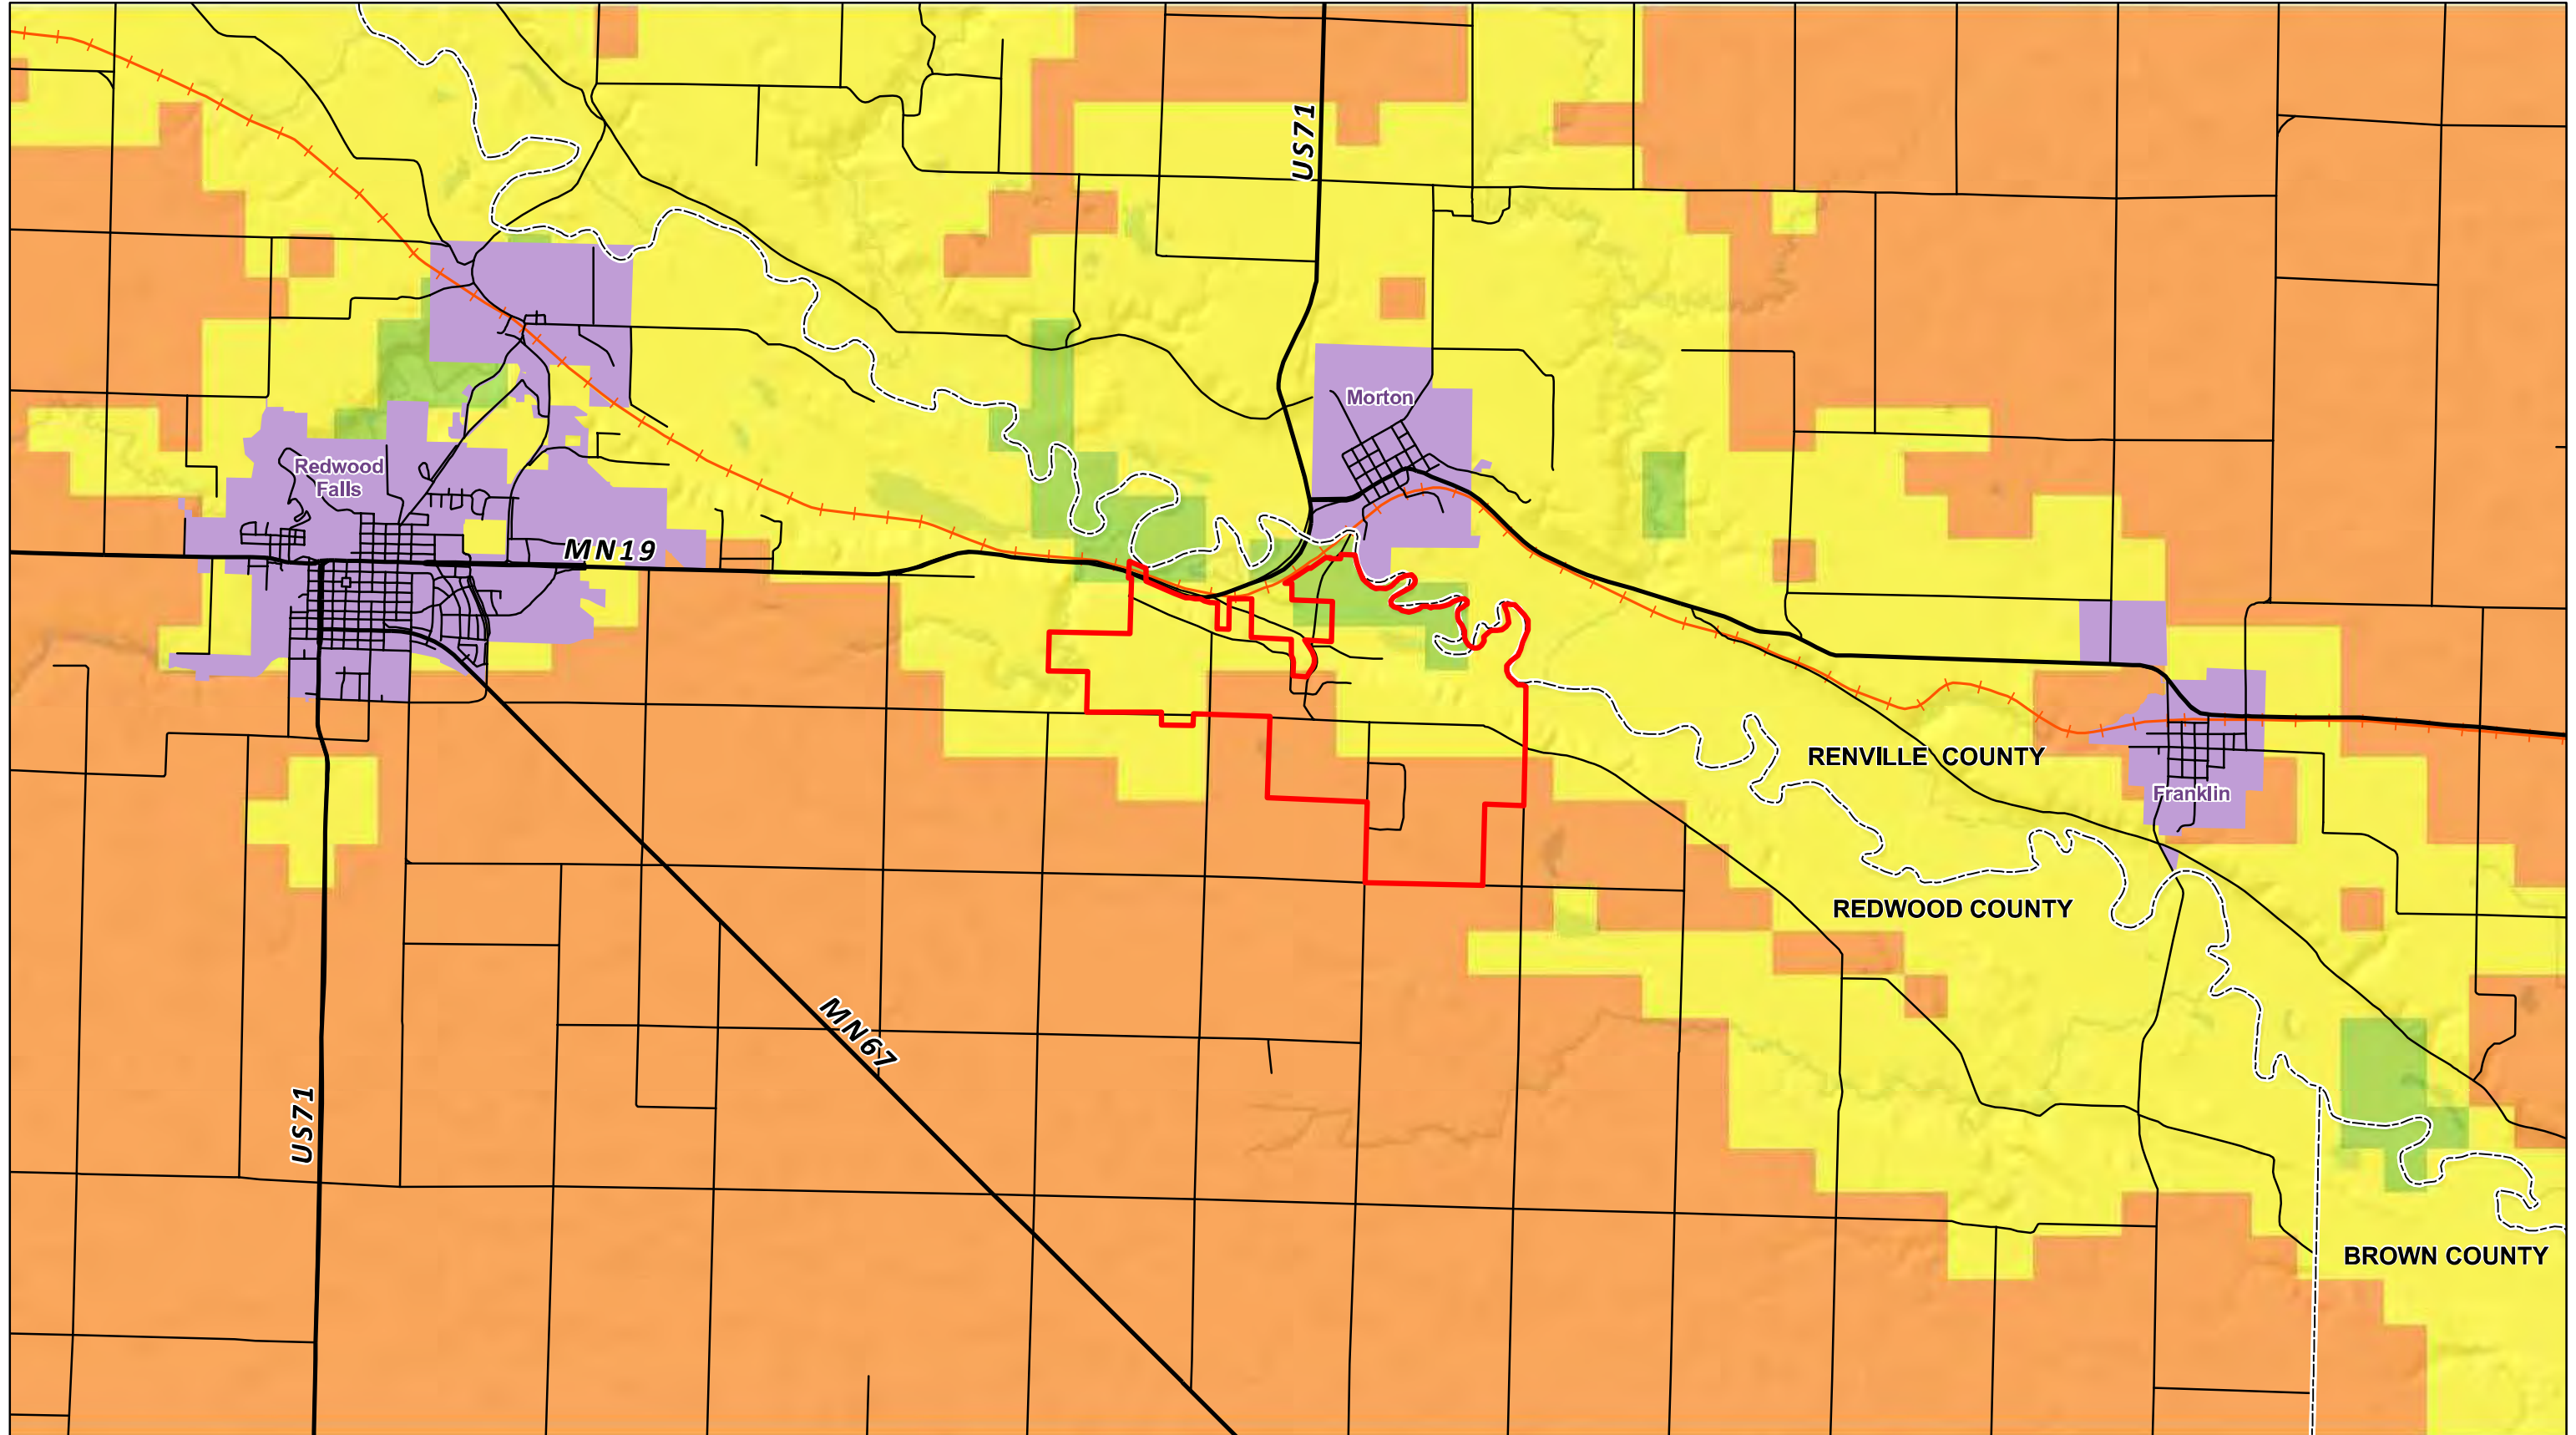 US71
Morton
Redwood
Falls
MN19
RENVILLE COUNTY
Franklin
REDWOOD COUNTY
MN67
US71
BROWN COUNTY